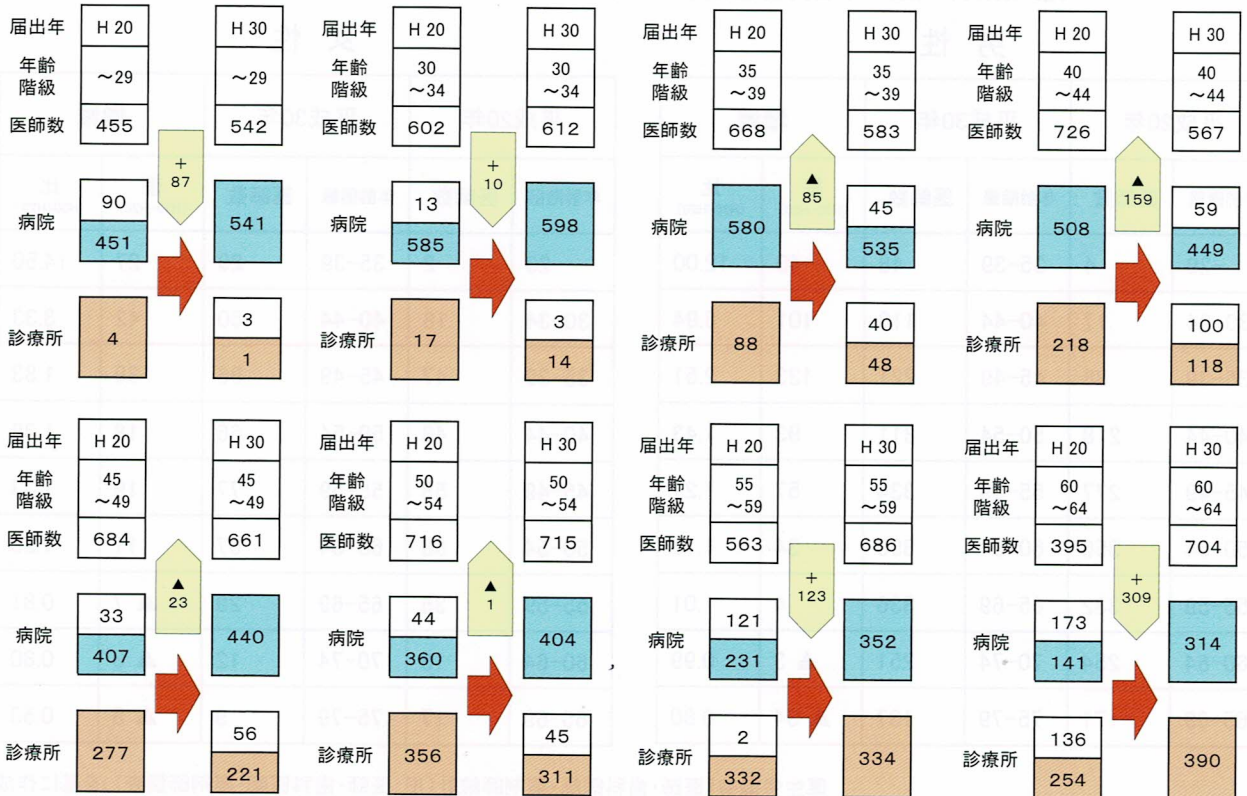 届出年 H 20 H 30
年齢階級 ～29 ～29
医師数 455 542
+ 87
病院 90 451 541
診療所 4 3 1
届出年 H 20 H 30
年齢階級 30～34 30～34
医師数 602 612
+ 10
病院 13 585 598
診療所 17 3 14
届出年 H 20 H 30
年齢階級 35～39 35～39
医師数 668 583
▲ 85
病院 580 45 535
診療所 88 40 48
届出年 H 20 H 30
年齢階級 40～44 40～44
医師数 726 567
▲ 159
病院 508 59 449
診療所 218 100 118
届出年 H 20 H 30
年齢階級 45～49 45～49
医師数 684 661
▲ 23
病院 33 407 440
診療所 277 56 221
届出年 H 20 H 30
年齢階級 50～54 50～54
医師数 716 715
▲ 1
病院 44 360 404
診療所 356 45 311
届出年 H 20 H 30
年齢階級 55～59 55～59
医師数 563 686
+ 123
病院 121 231 352
診療所 2 332 334
届出年 H 20 H 30
年齢階級 60～64 60～64
医師数 395 704
+ 309
病院 173 141 314
診療所 136 254 390